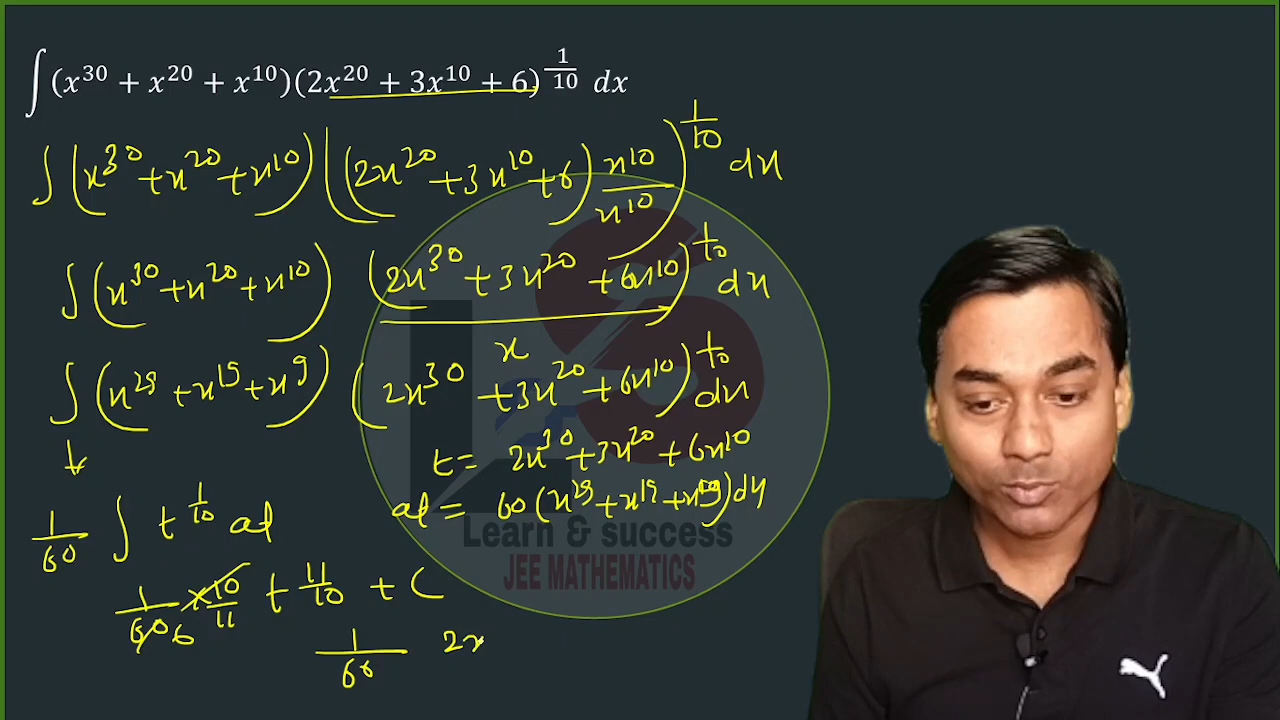 ∫(x³⁰ + x²⁰ + x¹⁰)(2x²⁰ + 3x¹⁰ + 6)^(1/10) dx
∫ (x³⁰ + x²⁰ + x¹⁰) ((2x²⁰ + 3x¹⁰ + 6) x¹⁰/x¹⁰)^(1/10) dx
∫ (x³⁰ + x²⁰ + x¹⁰) (2x³⁰ + 3x²⁰ + 6x¹⁰)^(1/10)/x dx
∫ (x²⁹ + x¹⁹ + x⁹) (2x³⁰ + 3x²⁰ + 6x¹⁰)^(1/10) dx
t = 2x³⁰ + 3x²⁰ + 6x¹⁰
dt = 60 (x²⁹ + x¹⁹ + x⁹) dx
1/60 ∫ t^(1/10) dt
Learn & success
JEE MATHEMATICS
1/60 6 × 10/11 t^(11/10) + C
1/66 2x